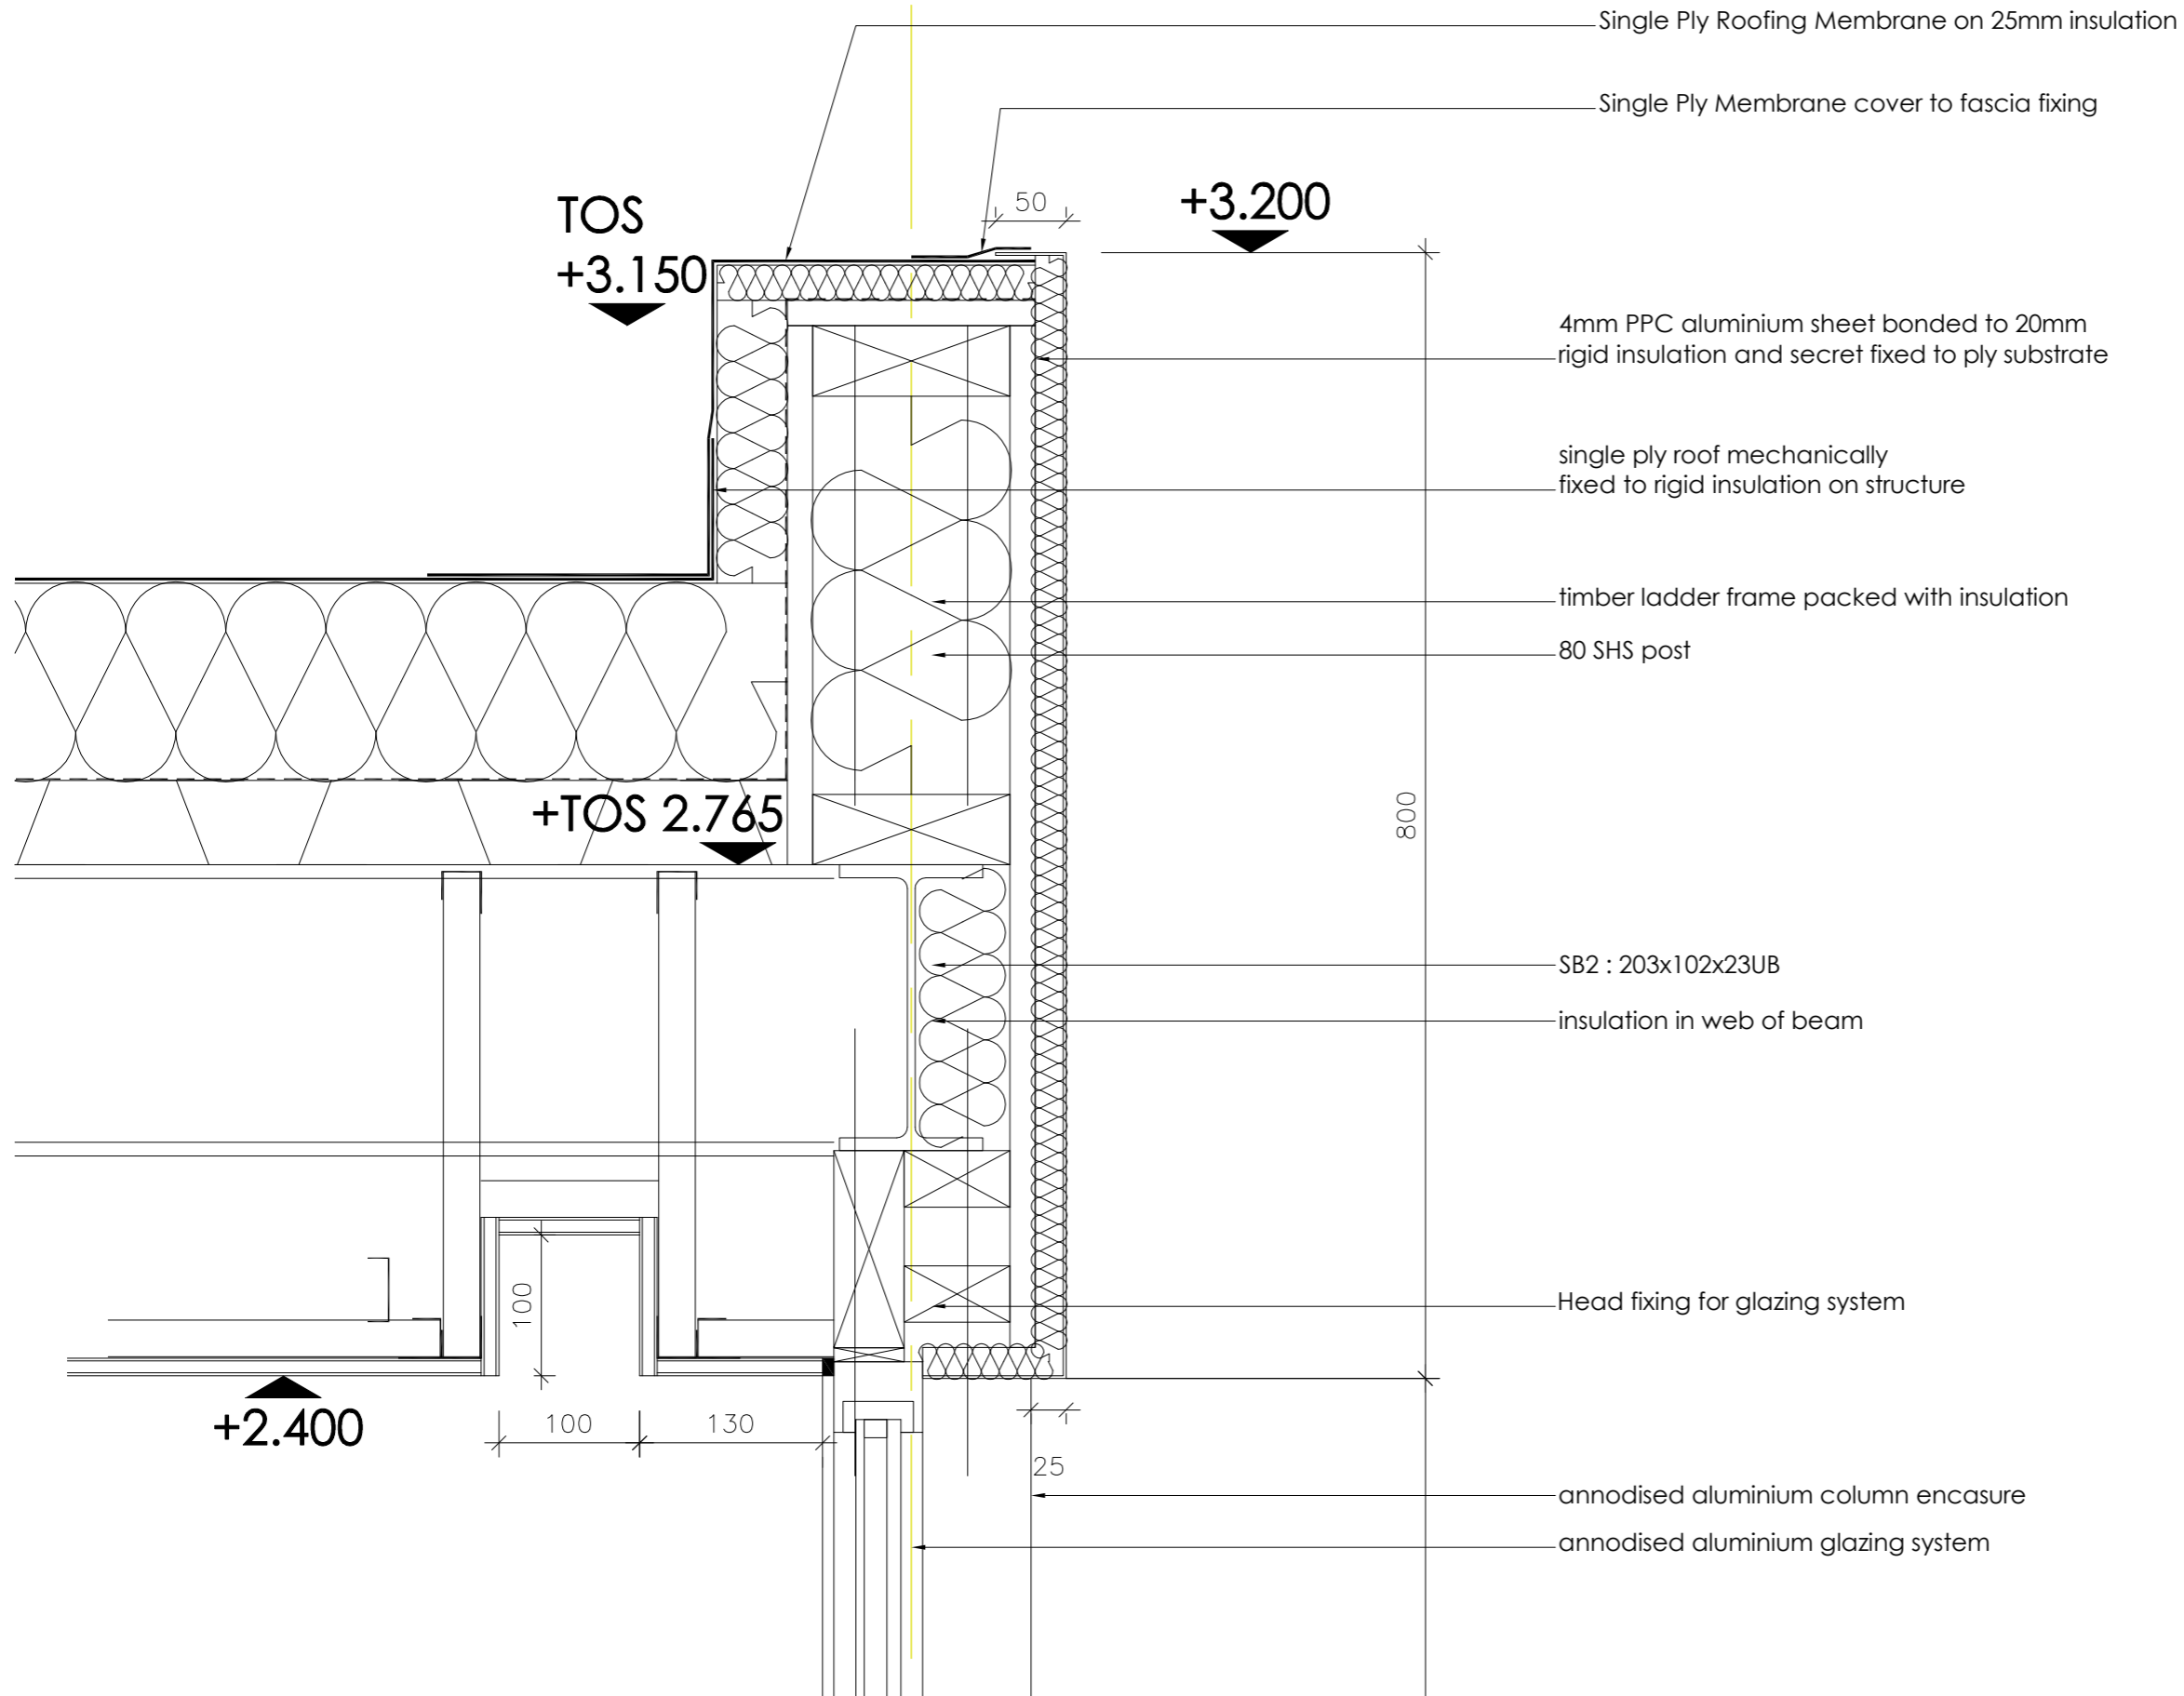 Single Ply Roofing Membrane on 25mm insulation
Single Ply Membrane cover to fascia fixing
50
+3.200
TOS
+3.150
4mm PPC aluminium sheet bonded to 20mm
rigid insulation and secret fixed to ply substrate
single ply roof mechanically
fixed to rigid insulation on structure
timber ladder frame packed with insulation
80 SHS post
+TOS 2.765
800
SB2 : 203x102x23UB
insulation in web of beam
Head fixing for glazing system
100
+2.400
100
130
25
annodised aluminium column encasure
annodised aluminium glazing system